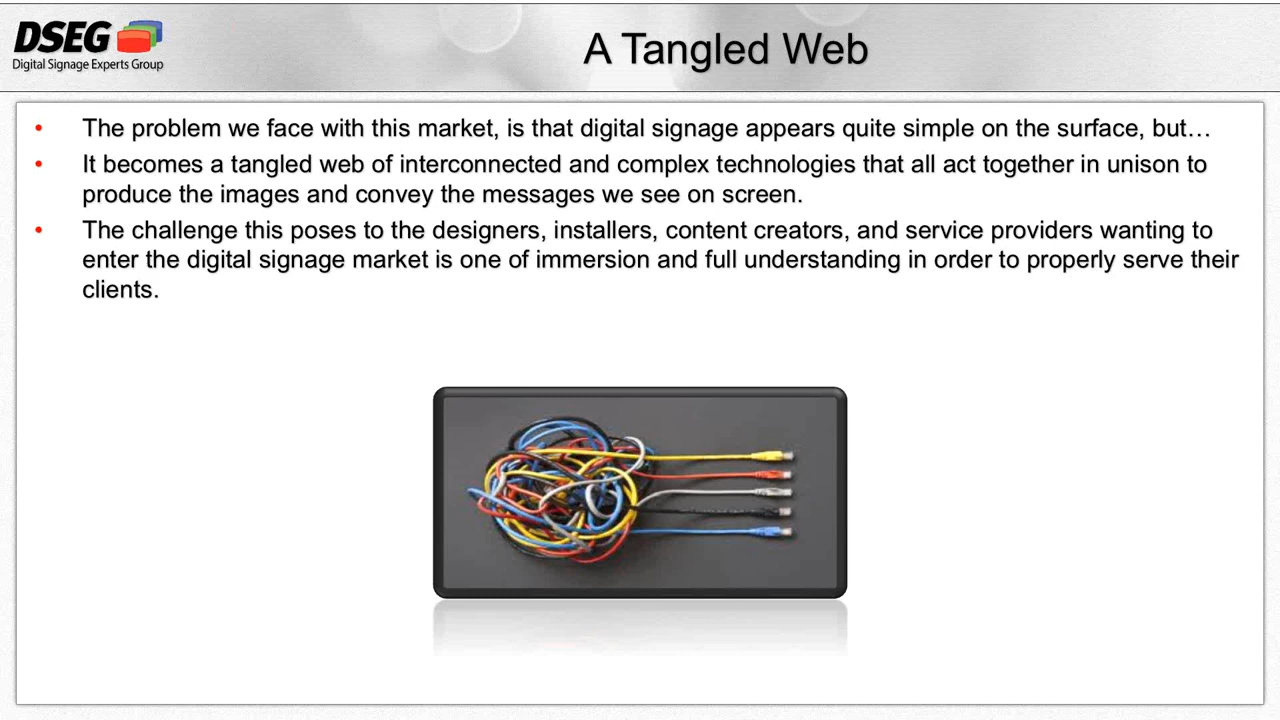 DSEG
Digital Signage Experts Group
A Tangled Web
• The problem we face with this market, is that digital signage appears quite simple on the surface, but…
• It becomes a tangled web of interconnected and complex technologies that all act together in unison to
produce the images and convey the messages we see on screen.
• The challenge this poses to the designers, installers, content creators, and service providers wanting to
enter the digital signage market is one of immersion and full understanding in order to properly serve their
clients.